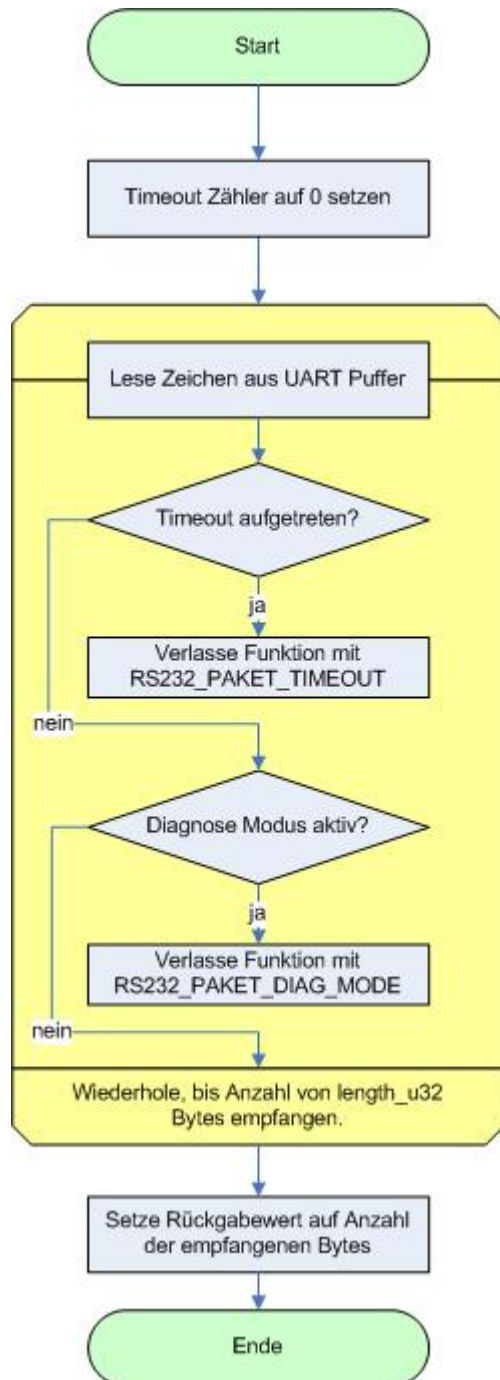 Start
Timeout Zähler auf 0 setzen
Lese Zeichen aus UART Puffer
Timeout aufgetreten?
ja
Verlasse Funktion mit
RS232_PAKET_TIMEOUT
nein
Diagnose Modus aktiv?
ja
Verlasse Funktion mit
RS232_PAKET_DIAG_MODE
nein
Wiederhole, bis Anzahl von length_u32
Bytes empfangen.
Setze Rückgabewert auf Anzahl
der empfangenen Bytes
Ende